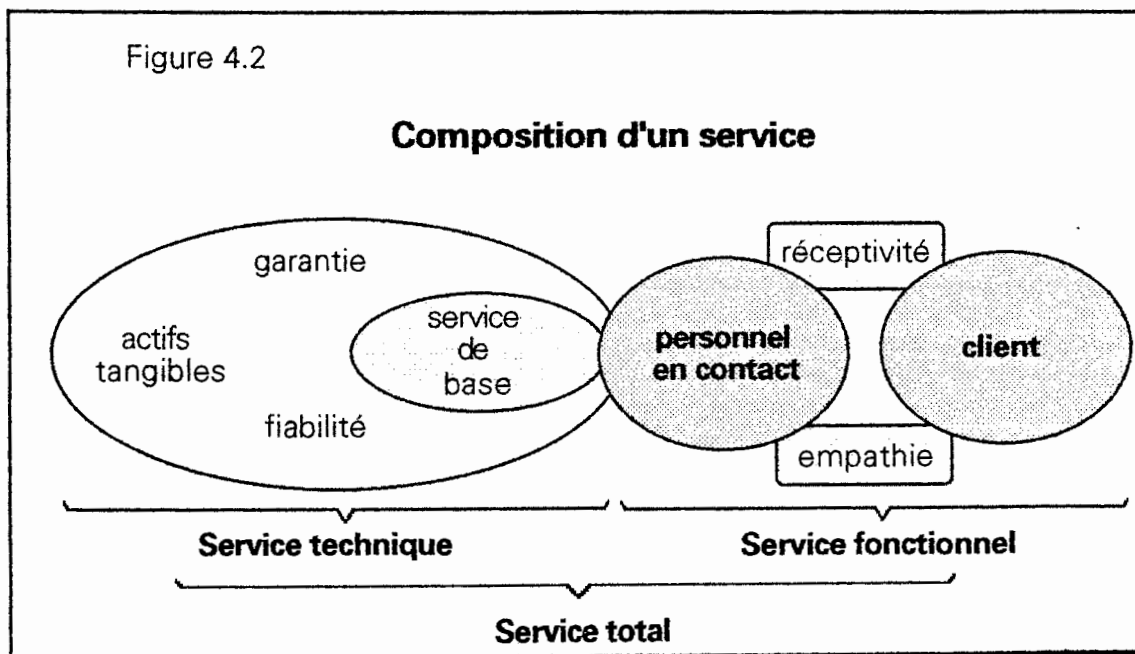 Figure 4.2
Composition d'un service
garantie
actifs
tangibles
fiabilité
service
de
base
personnel
en contact
réceptivité
empathie
client
Service technique
Service fonctionnel
Service total